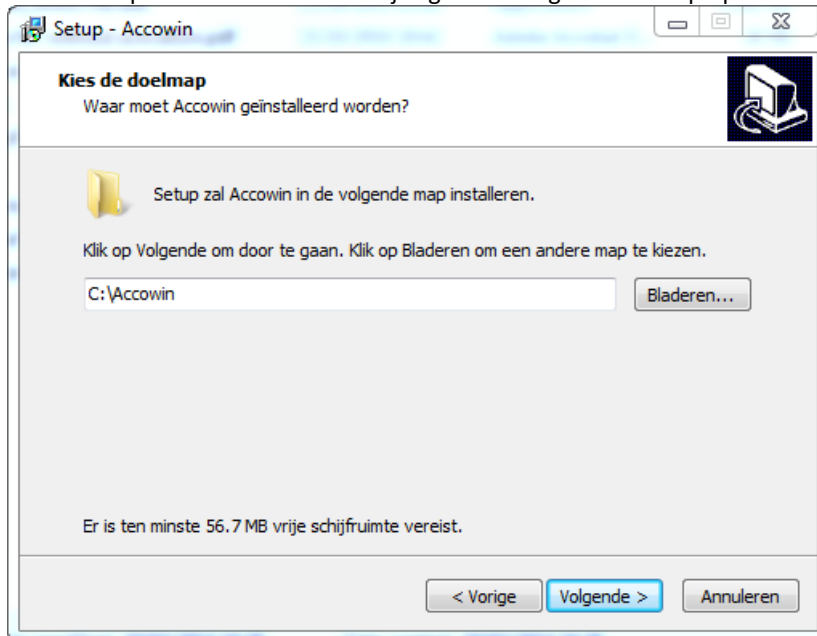 Setup - Accowin
Kies de doelmap
Waar moet Accowin geïnstalleerd worden?
Setup zal Accowin in de volgende map installeren.
Klik op Volgende om door te gaan. Klik op Bladeren om een andere map te kiezen.
C:\Accowin
Bladeren...
Er is ten minste 56.7 MB vrije schijfruimte vereist.
< Vorige
Volgende >
Annuleren